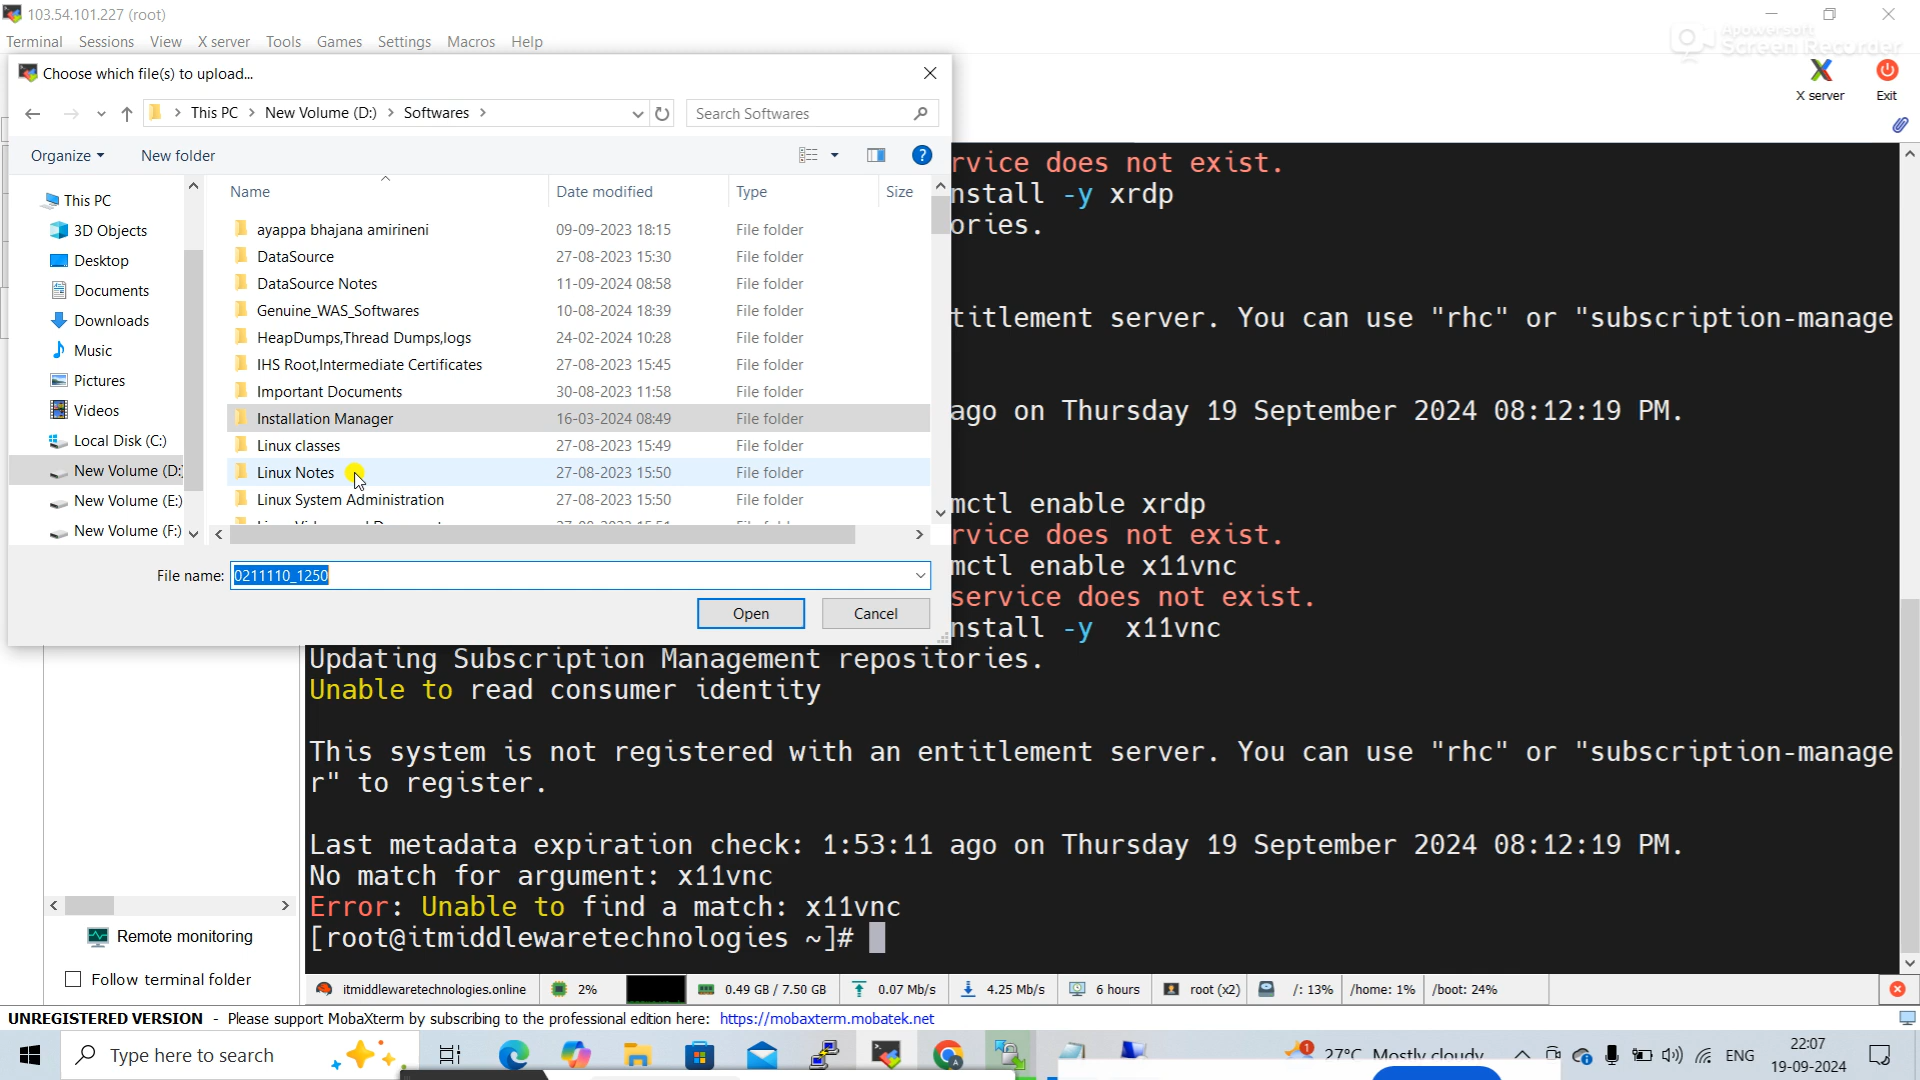 103.54.101.227 (root)
Terminal Sessions View X server Tools Games Settings Macros Help
Apowersoft
Screen Recorder
X server Exit
Choose which file(s) to upload...
This PC > New Volume (D:) > Softwares >
Search Softwares
Organize New folder
This PC
3D Objects
Desktop
Documents
Downloads
Music
Pictures
Videos
Local Disk (C:)
New Volume (D:
New Volume (E:)
New Volume (F:)
Name Date modified Type Size
ayappa bhajana amirineni 09-09-2023 18:15 File folder
DataSource 27-08-2023 15:30 File folder
DataSource Notes 11-09-2024 08:58 File folder
Genuine_WAS_Softwares 10-08-2024 18:39 File folder
HeapDumps,Thread Dumps,logs 24-02-2024 10:28 File folder
IHS Root,Intermediate Certificates 27-08-2023 15:45 File folder
Important Documents 30-08-2023 11:58 File folder
Installation Manager 16-03-2024 08:49 File folder
Linux classes 27-08-2023 15:49 File folder
Linux Notes 27-08-2023 15:50 File folder
Linux System Administration 27-08-2023 15:50 File folder
File name: 0211110_1250
Open Cancel
rvice does not exist.
nstall -y xrdp
ories.
titlement server. You can use "rhc" or "subscription-manage
ago on Thursday 19 September 2024 08:12:19 PM.
mctl enable xrdp
rvice does not exist.
mctl enable x11vnc
service does not exist.
nstall -y x11vnc
Updating Subscription Management repositories.
Unable to read consumer identity
This system is not registered with an entitlement server. You can use "rhc" or "subscription-manage
r" to register.
Last metadata expiration check: 1:53:11 ago on Thursday 19 September 2024 08:12:19 PM.
No match for argument: x11vnc
Error: Unable to find a match: x11vnc
[root@itmiddlewaretechnologies ~]#
Remote monitoring
Follow terminal folder
itmiddlewaretechnologies.online 2% 0.49 GB / 7.50 GB 0.07 Mb/s 4.25 Mb/s 6 hours root (x2) /: 13% /home: 1% /boot: 24%
UNREGISTERED VERSION - Please support MobaXterm by subscribing to the professional edition here: https://mobaxterm.mobatek.net
Type here to search
1 27°C Mostly cloudy ENG 22:07
19-09-2024